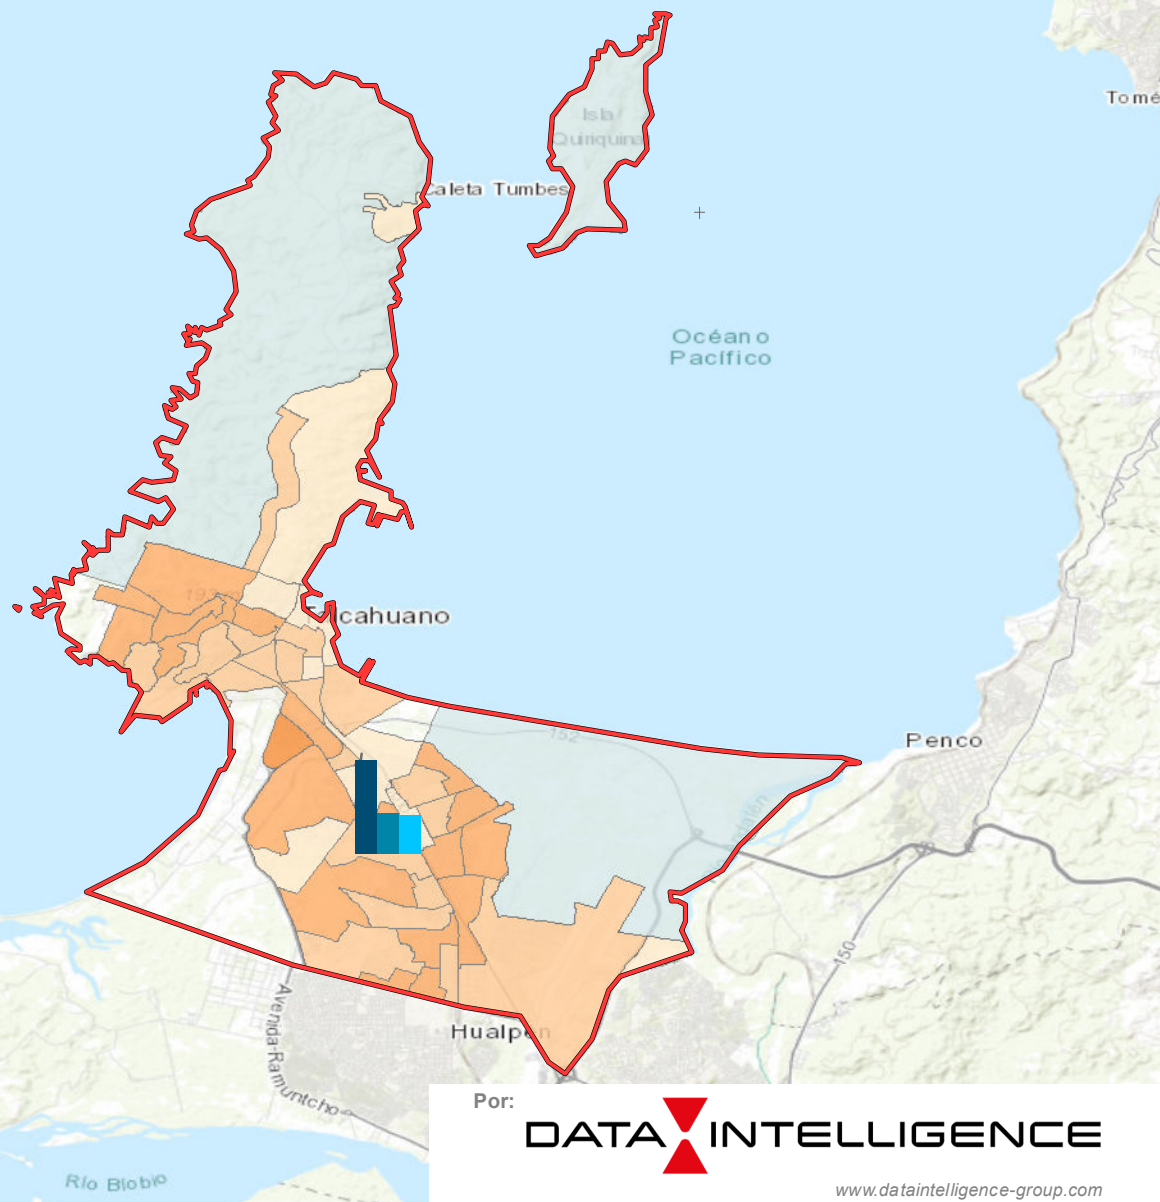 Tomé
Isla
Quiriquina
Caleta Tumbes
Océano
Pacífico
Talcahuano
152
Penco
150
Avenida Ramuntcho
Hualpén
Río Biobío
Por:
DATA INTELLIGENCE
www.dataintelligence-group.com